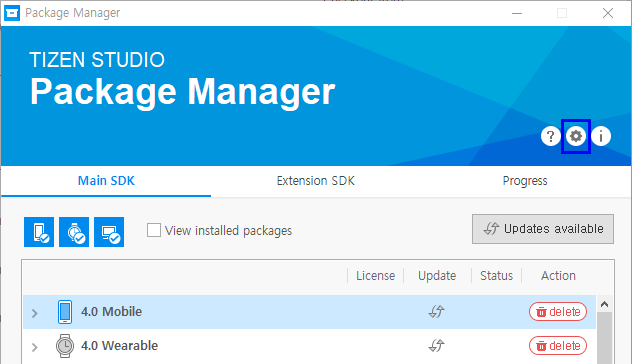 Package Manager
TIZEN STUDIO
Package Manager
?
i
Main SDK
Extension SDK
Progress
View installed packages
Updates available
License
Update
Status
Action
4.0 Mobile
delete
4.0 Wearable
delete